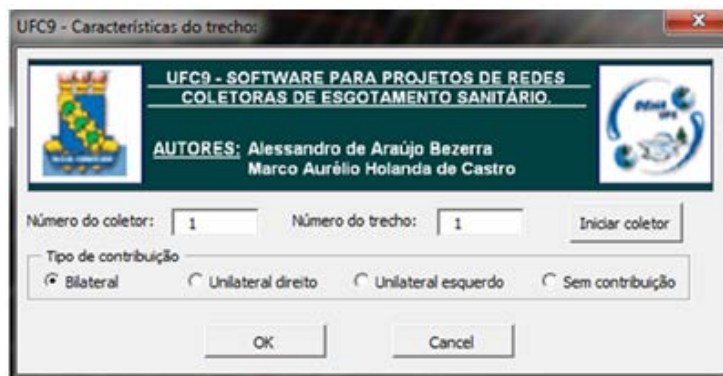 UFC9 - Características do trecho:
UFC9 - SOFTWARE PARA PROJETOS DE REDES
COLETORAS DE ESGOTAMENTO SANITÁRIO.
AUTORES: Alessandro de Araújo Bezerra
Marco Aurélio Holanda de Castro
Número do coletor: 1 Número do trecho: 1 Iniciar coletor
Tipo de contribuição
Bilateral Unilateral direito Unilateral esquerdo Sem contribuição
OK Cancel